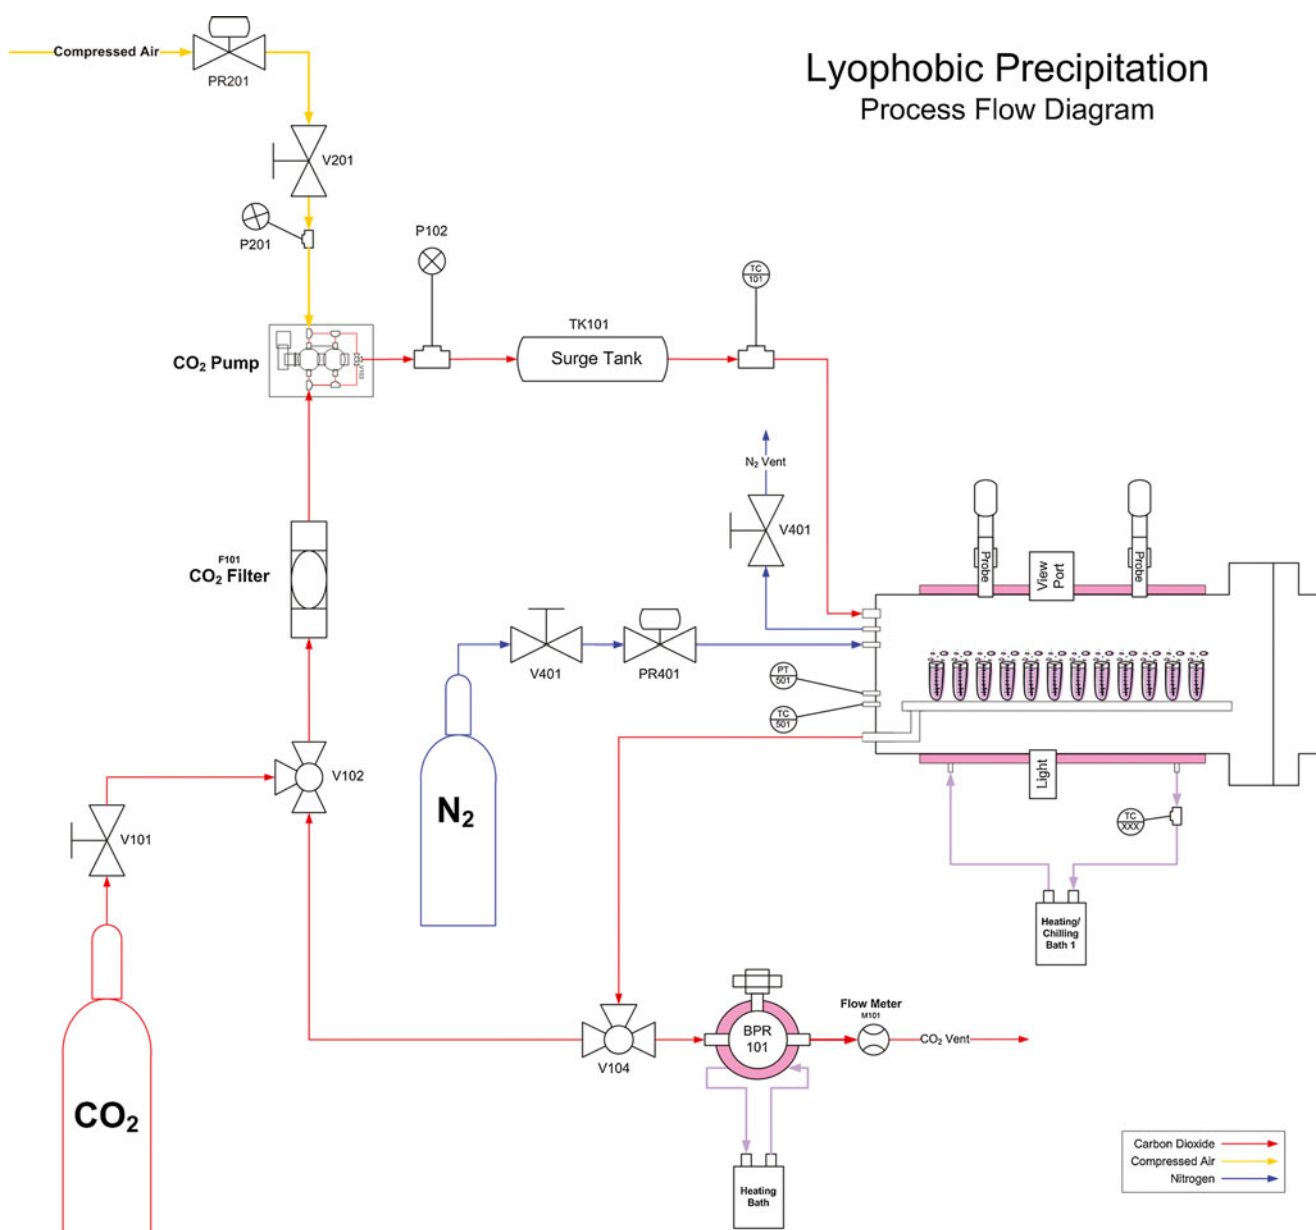 Lyophobic Precipitation
Process Flow Diagram
Compressed Air
PR201
V201
P201
P102
TC
101
TK101
Surge Tank
CO₂ Pump
N₂ Vent
V401
F101
CO₂ Filter
Probe
View
Port
Probe
V401
PR401
PT
501
TC
501
V102
V101
N₂
Light
TC
XXX
Heating/
Chilling
Bath 1
CO₂
V104
BPR
101
Flow Meter
M101
CO₂ Vent
Heating
Bath
Carbon Dioxide
Compressed Air
Nitrogen